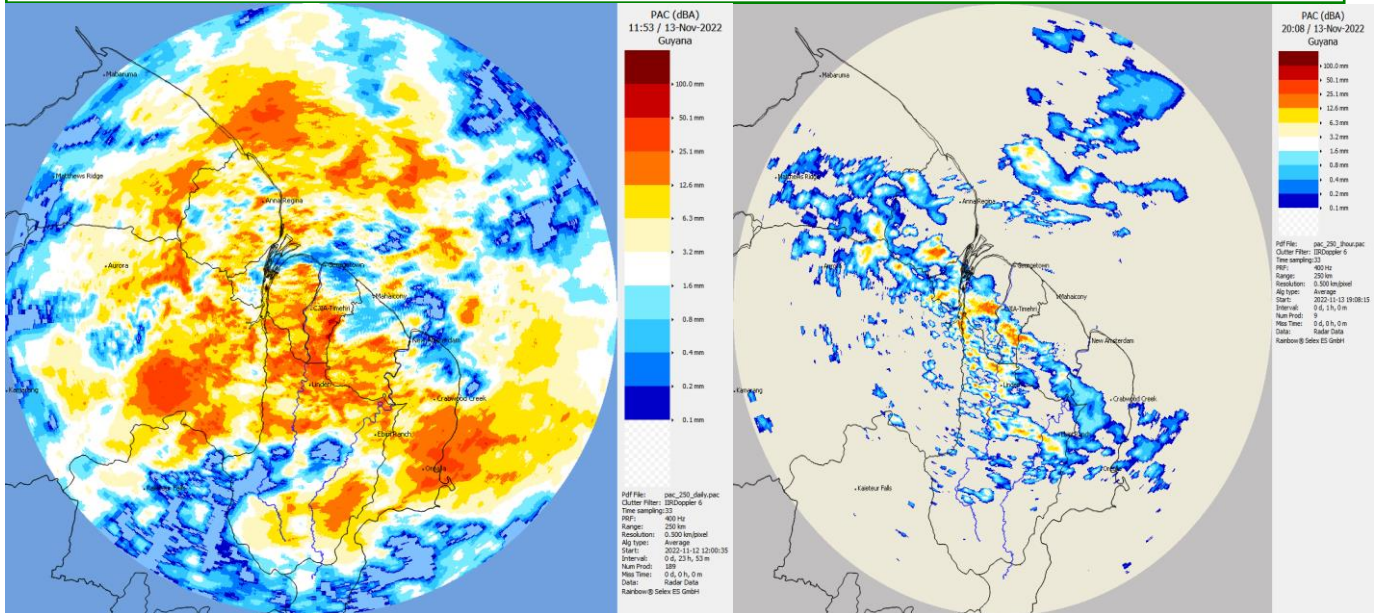 PAC (dBA)
11:53 / 13-Nov-2022
Guyana
100.0 mm
50.1 mm
25.1 mm
12.6 mm
6.3 mm
3.2 mm
1.6 mm
0.8 mm
0.4 mm
0.2 mm
0.1 mm
Pdf File: pac_250_daily.pac
Clutter Filter: IIRDoppler 6
Time sampling:33
PRF: 400 Hz
Range: 250 km
Resolution: 0.500 km/pixel
Alg type: Average
Start: 2022-11-12 12:00:35
Interval: 0 d, 23 h, 53 m
Num Prod: 189
Miss Time: 0 d, 0 h, 0 m
Data: Radar Data
Rainbow® Selex ES GmbH
Mabaruma
Matthews Ridge
Anna Regina
Aurora
Georgetown
Mahaicony
CJIA-Timehri
Linden
Crabwood Creek
Ebini Ranch
Orealla
PAC (dBA)
20:08 / 13-Nov-2022
Guyana
100.0 mm
50.1 mm
25.1 mm
12.6 mm
6.3 mm
3.2 mm
1.6 mm
0.8 mm
0.4 mm
0.2 mm
0.1 mm
Pdf File: pac_250_1hour.pac
Clutter Filter: IIRDoppler 6
Time sampling:33
PRF: 400 Hz
Range: 250 km
Resolution: 0.500 km/pixel
Alg type: Average
Start: 2022-11-13 19:08:15
Interval: 0 d, 1 h, 0 m
Num Prod: 9
Miss Time: 0 d, 0 h, 0 m
Data: Radar Data
Rainbow® Selex ES GmbH
Mabaruma
Matthews Ridge
Anna Regina
Georgetown
Mahaicony
CJIA-Timehri
New Amsterdam
Kamarang
Linden
Crabwood Creek
Kaieteur Falls